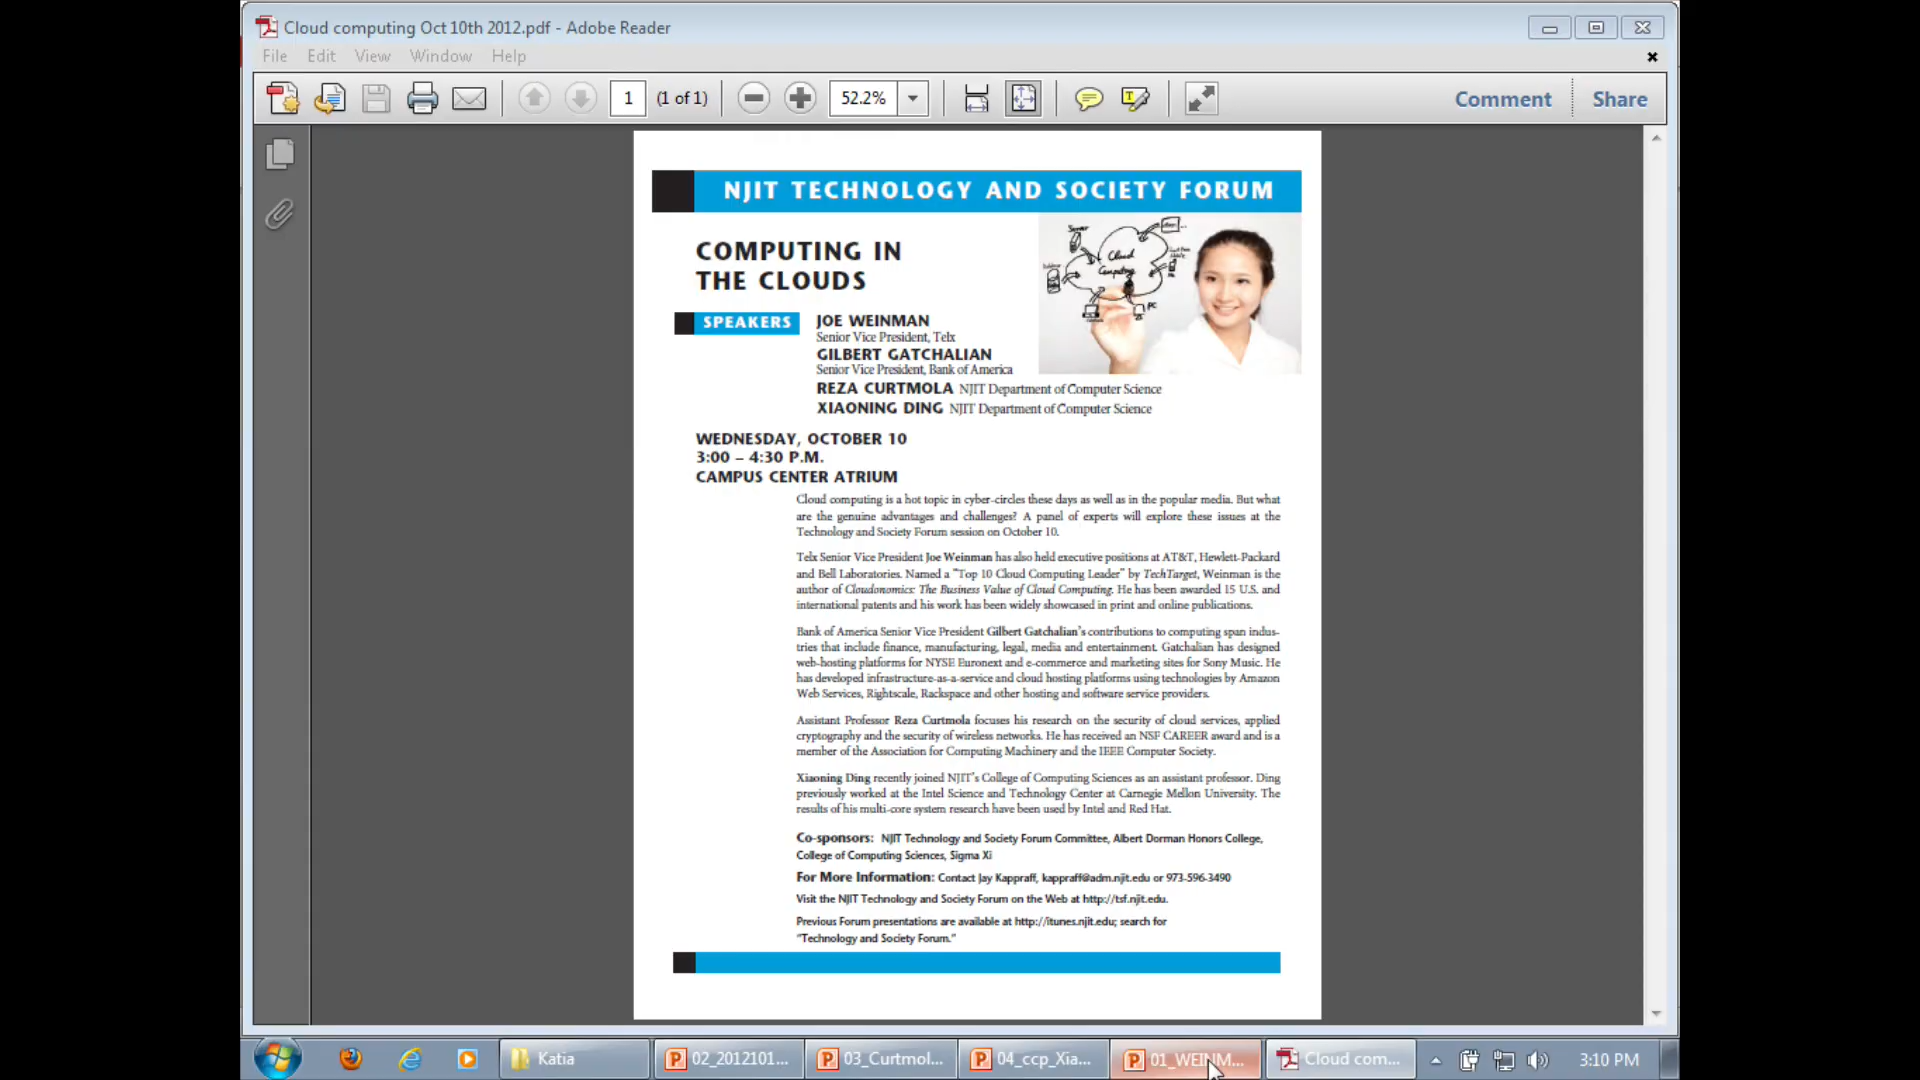 Cloud computing Oct 10th 2012.pdf - Adobe Reader
File Edit View Window Help
1 (1 of 1) 52.2% Comment Share
NJIT TECHNOLOGY AND SOCIETY FORUM
COMPUTING IN
THE CLOUDS
Server
Cloud
Computing
PC
SPEAKERS
JOE WEINMAN
Senior Vice President, Telx
GILBERT GATCHALIAN
Senior Vice President, Bank of America
REZA CURTMOLA NJIT Department of Computer Science
XIAONING DING NJIT Department of Computer Science
WEDNESDAY, OCTOBER 10
3:00 – 4:30 P.M.
CAMPUS CENTER ATRIUM
Cloud computing is a hot topic in cyber-circles these days as well as in the popular media. But what
are the genuine advantages and challenges? A panel of experts will explore these issues at the
Technology and Society Forum session on October 10.
Telx Senior Vice President Joe Weinman has also held executive positions at AT&T, Hewlett-Packard
and Bell Laboratories. Named a "Top 10 Cloud Computing Leader" by TechTarget, Weinman is the
author of Cloudonomics: The Business Value of Cloud Computing. He has been awarded 15 U.S. and
international patents and his work has been widely showcased in print and online publications.
Bank of America Senior Vice President Gilbert Gatchalian's contributions to computing span indus-
tries that include finance, manufacturing, legal, media and entertainment. Gatchalian has designed
web-hosting platforms for NYSE Euronext and e-commerce and marketing sites for Sony Music. He
has developed infrastructure-as-a-service and cloud hosting platforms using technologies by Amazon
Web Services, Rightscale, Rackspace and other hosting and software service providers.
Assistant Professor Reza Curtmola focuses his research on the security of cloud services, applied
cryptography and the security of wireless networks. He has received an NSF CAREER award and is a
member of the Association for Computing Machinery and the IEEE Computer Society.
Xiaoning Ding recently joined NJIT's College of Computing Sciences as an assistant professor. Ding
previously worked at the Intel Science and Technology Center at Carnegie Mellon University. The
results of his multi-core system research have been used by Intel and Red Hat.
Co-sponsors: NJIT Technology and Society Forum Committee, Albert Dorman Honors College,
College of Computing Sciences, Sigma Xi
For More Information: Contact Jay Kappraff, kappraff@adm.njit.edu or 973-596-3490
Visit the NJIT Technology and Society Forum on the Web at http://tsf.njit.edu.
Previous Forum presentations are available at http://itunes.njit.edu; search for
"Technology and Society Forum."
Katia 02_2012101... 03_Curtmol... 04_ccp_Xia... 01_WEINM... Cloud com... 3:10 PM